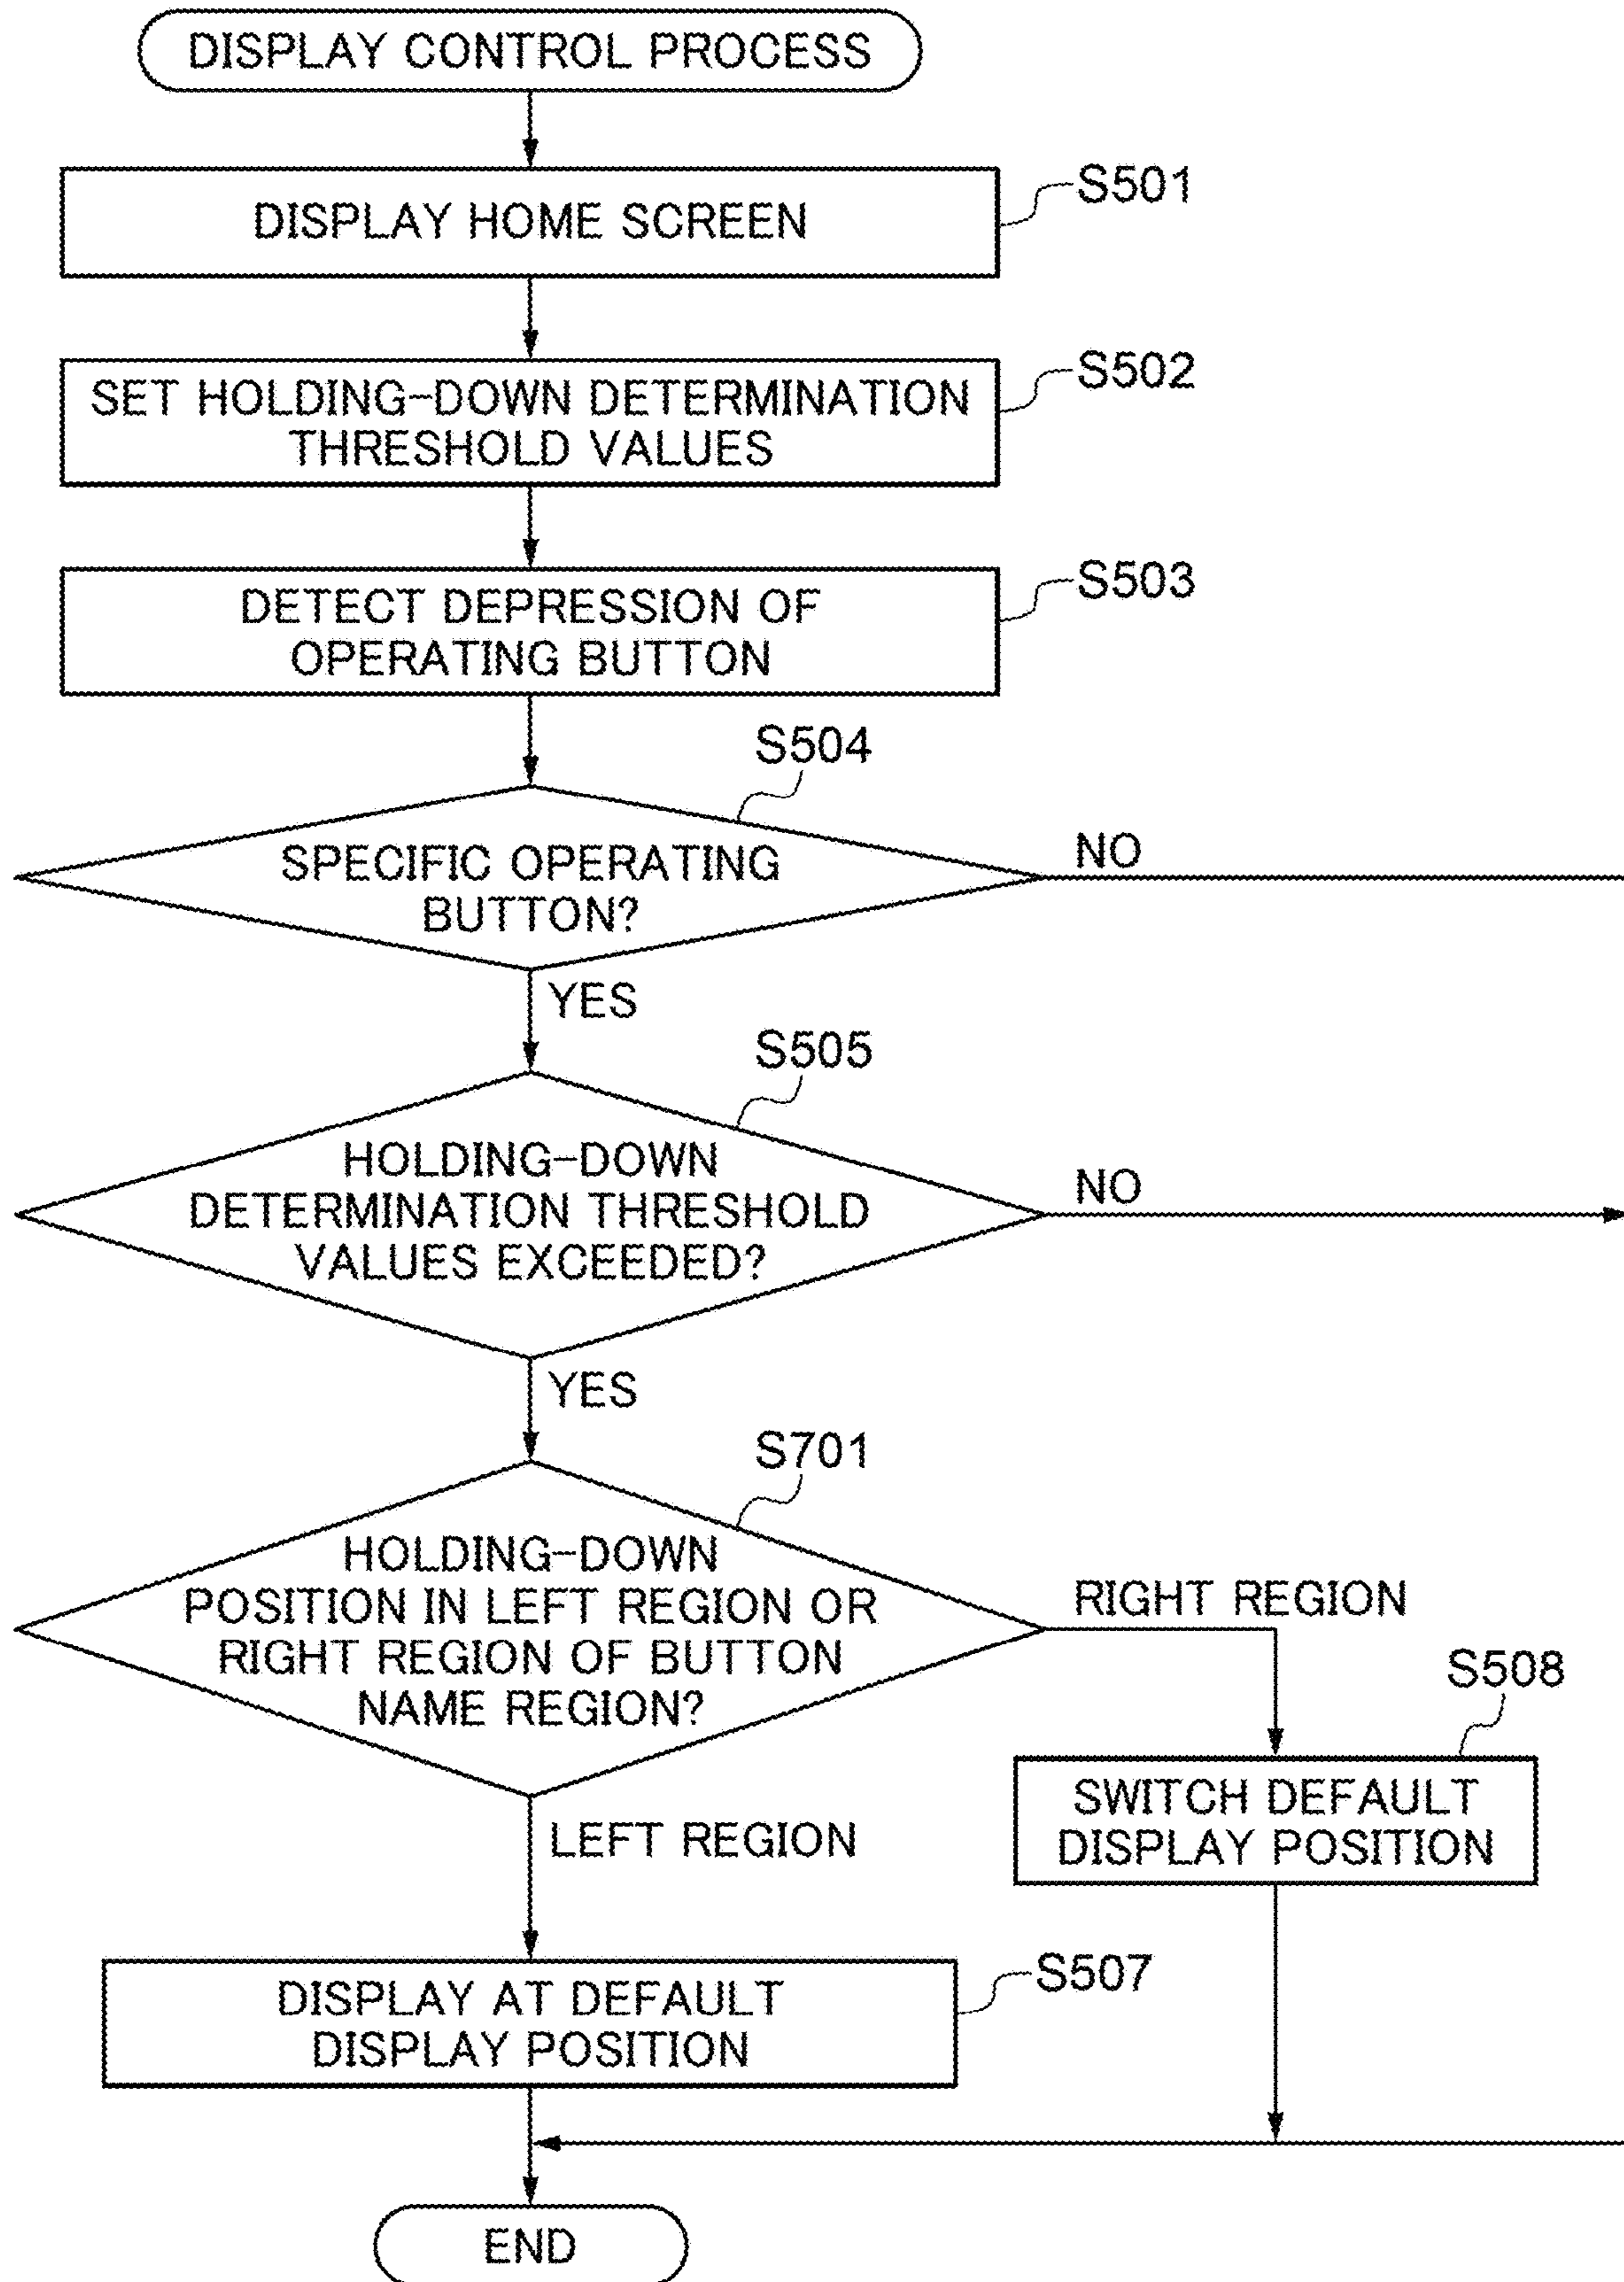 DISPLAY CONTROL PROCESS
S501
DISPLAY HOME SCREEN
S502
SET HOLDING-DOWN DETERMINATION
THRESHOLD VALUES
S503
DETECT DEPRESSION OF
OPERATING BUTTON
S504
SPECIFIC OPERATING
BUTTON?
NO
YES
S505
HOLDING-DOWN
DETERMINATION THRESHOLD
VALUES EXCEEDED?
NO
YES
S701
HOLDING-DOWN
POSITION IN LEFT REGION OR
RIGHT REGION OF BUTTON
NAME REGION?
RIGHT REGION
S508
SWITCH DEFAULT
DISPLAY POSITION
LEFT REGION
S507
DISPLAY AT DEFAULT
DISPLAY POSITION
END